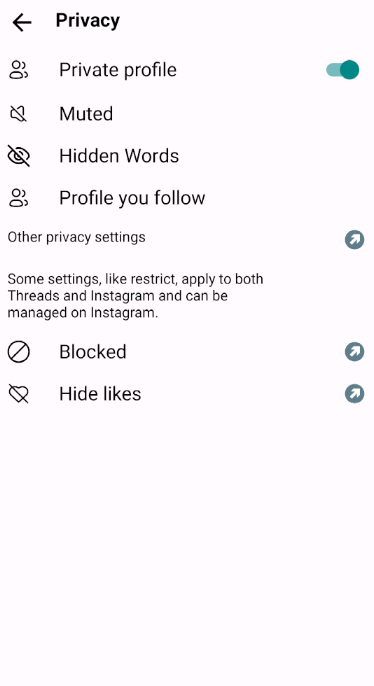 Privacy
Private profile
Muted
Hidden Words
Profile you follow
Other privacy settings
Some settings, like restrict, apply to both
Threads and Instagram and can be
managed on Instagram.
Blocked
Hide likes